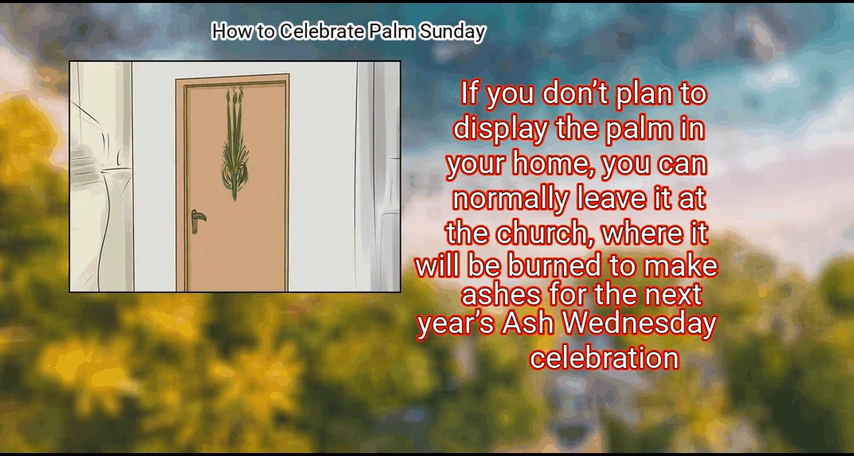 How to Celebrate Palm Sunday
If you don’t plan to
display the palm in
your home, you can
normally leave it at
the church, where it
will be burned to make
ashes for the next
year’s Ash Wednesday
celebration